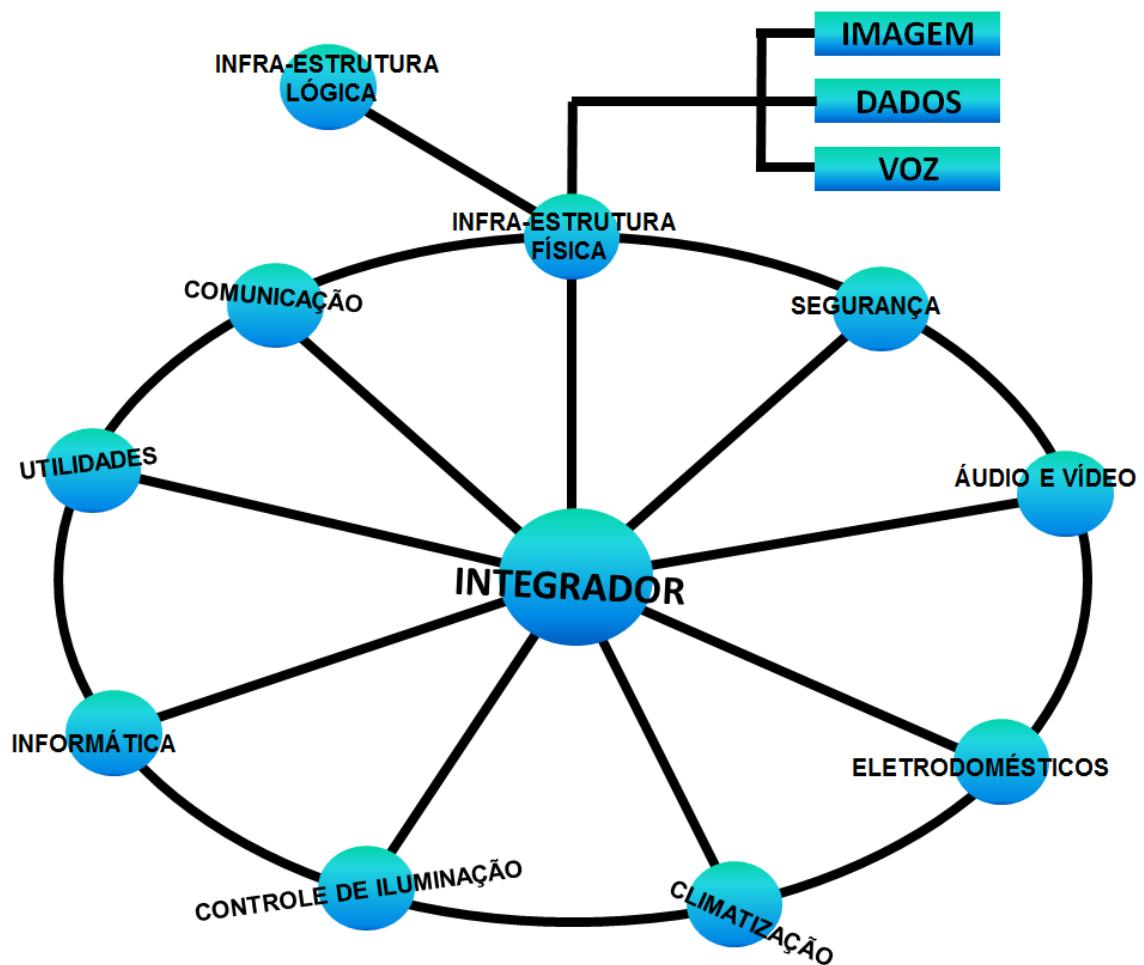 IMAGEM
INFRA-ESTRUTURA
LÓGICA
DADOS
VOZ
INFRA-ESTRUTURA
FÍSICA
COMUNICAÇÃO
SEGURANÇA
UTILIDADES
ÁUDIO E VÍDEO
INTEGRADOR
INFORMÁTICA
ELETRODOMÉSTICOS
CONTROLE DE ILUMINAÇÃO
CLIMATIZAÇÃO